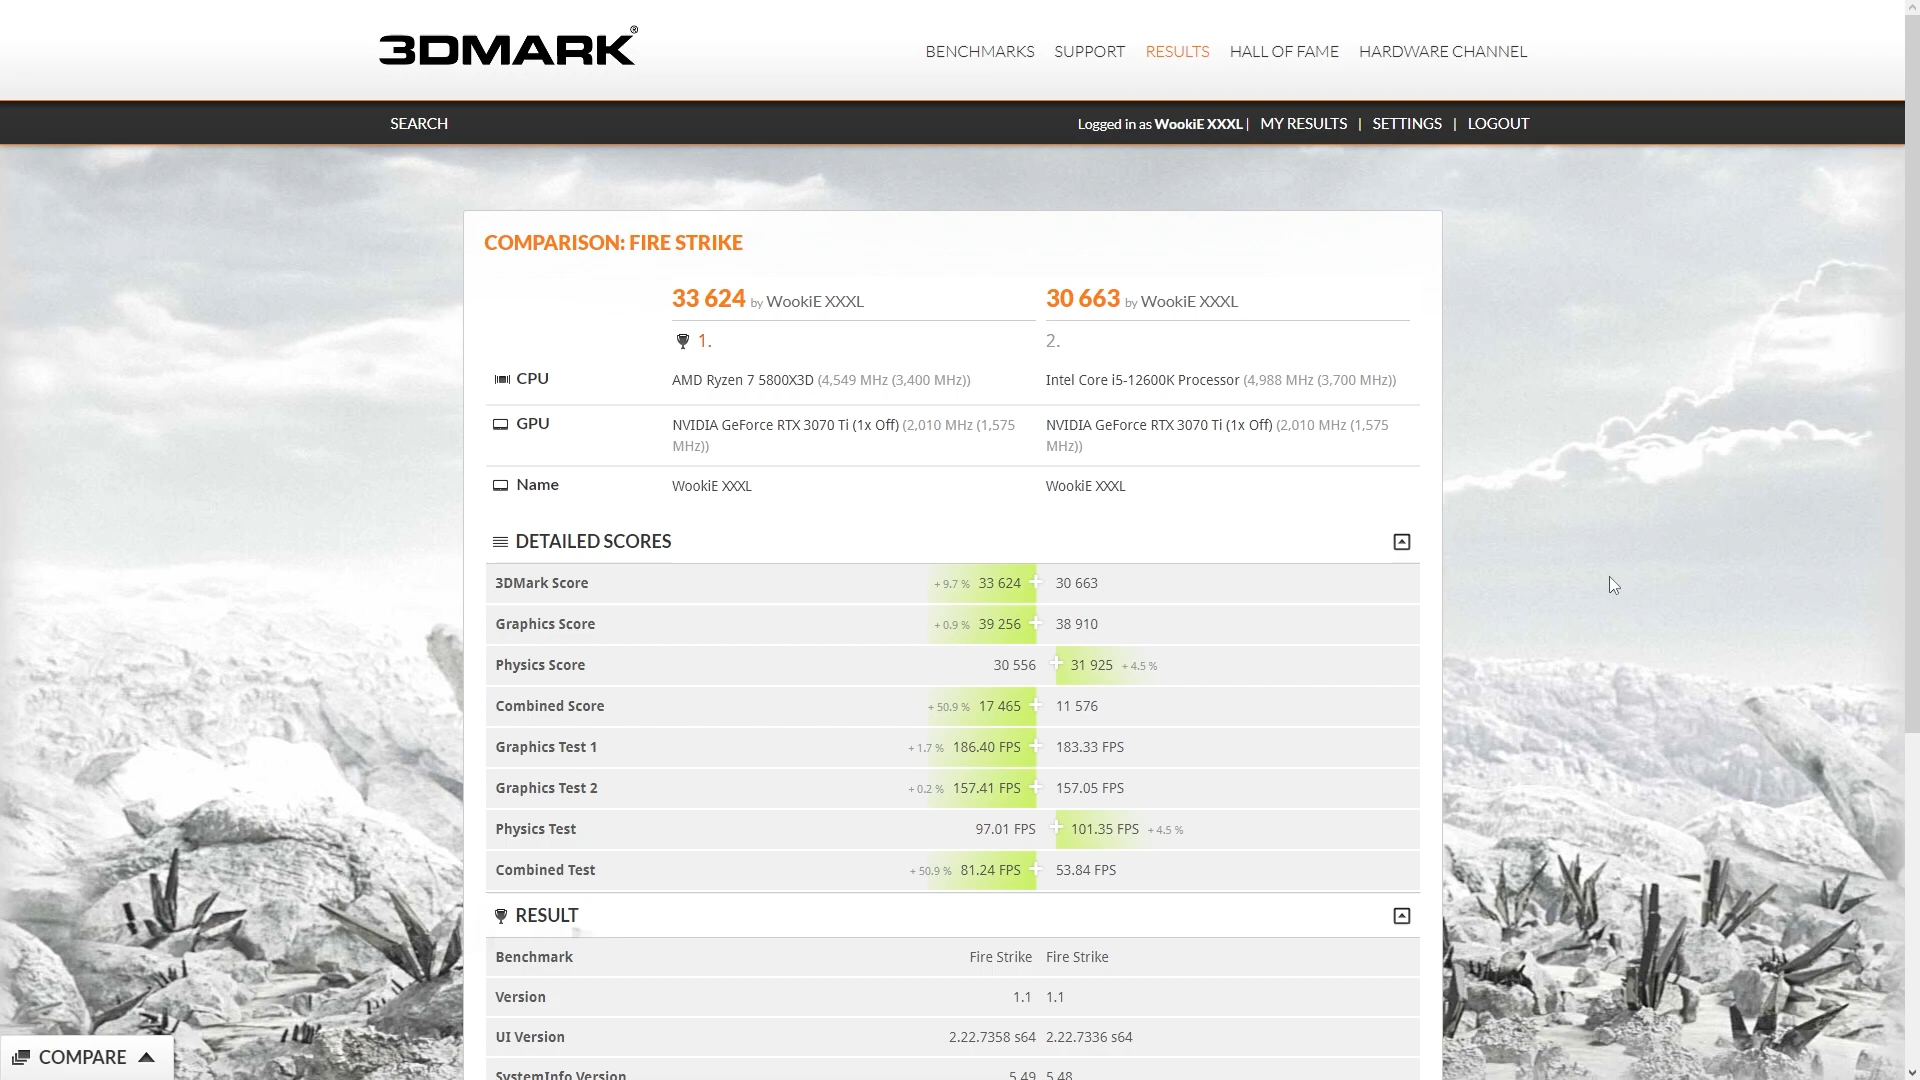 3DMARK®
BENCHMARKS SUPPORT RESULTS HALL OF FAME HARDWARE CHANNEL
SEARCH
Logged in as WookiE XXXL | MY RESULTS | SETTINGS | LOGOUT
COMPARISON: FIRE STRIKE
33 624 by WookiE XXXL 30 663 by WookiE XXXL
1. 2.
CPU AMD Ryzen 7 5800X3D (4,549 MHz (3,400 MHz)) Intel Core i5-12600K Processor (4,988 MHz (3,700 MHz))
GPU NVIDIA GeForce RTX 3070 Ti (1x Off) (2,010 MHz (1,575 NVIDIA GeForce RTX 3070 Ti (1x Off) (2,010 MHz (1,575
MHz)) MHz))
Name WookiE XXXL WookiE XXXL
DETAILED SCORES
3DMark Score + 9.7 % 33 624 30 663
Graphics Score + 0.9 % 39 256 38 910
Physics Score 30 556 31 925 + 4.5 %
Combined Score + 50.9 % 17 465 11 576
Graphics Test 1 + 1.7 % 186.40 FPS 183.33 FPS
Graphics Test 2 + 0.2 % 157.41 FPS 157.05 FPS
Physics Test 97.01 FPS 101.35 FPS + 4.5 %
Combined Test + 50.9 % 81.24 FPS 53.84 FPS
RESULT
Benchmark Fire Strike Fire Strike
Version 1.1 1.1
UI Version 2.22.7358 s64 2.22.7336 s64
SystemInfo Version 5.49 5.48
COMPARE